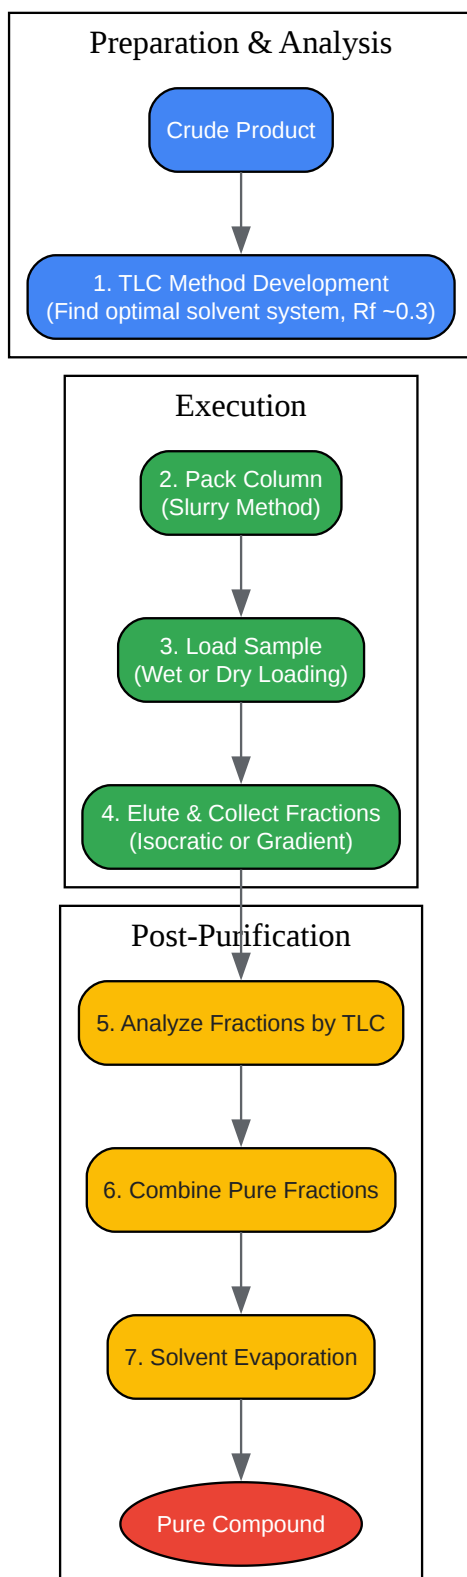 Preparation & Analysis
Crude Product
1. TLC Method Development
(Find optimal solvent system, Rf ~0.3)
Execution
2. Pack Column
(Slurry Method)
3. Load Sample
(Wet or Dry Loading)
4. Elute & Collect Fractions
(Isocratic or Gradient)
Post-Purification
5. Analyze Fractions by TLC
6. Combine Pure Fractions
7. Solvent Evaporation
Pure Compound